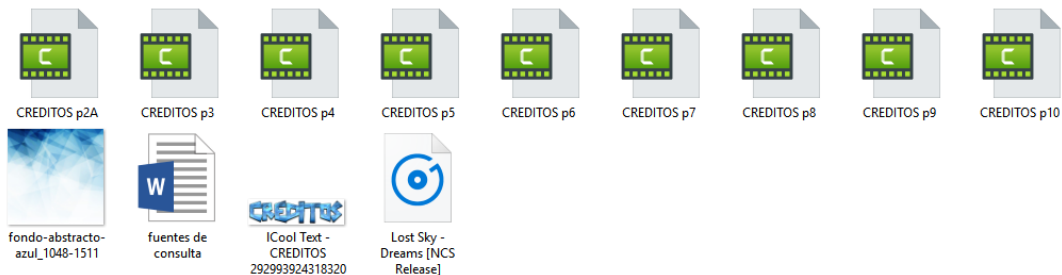 CREDITOS p2A
CREDITOS p3
CREDITOS p4
CREDITOS p5
CREDITOS p6
CREDITOS p7
CREDITOS p8
CREDITOS p9
CREDITOS p10
W
CRÉDITOS
fondo-abstracto-
azul_1048-1511
fuentes de
consulta
ICool Text -
CREDITOS
292993924318320
Lost Sky -
Dreams [NCS
Release]